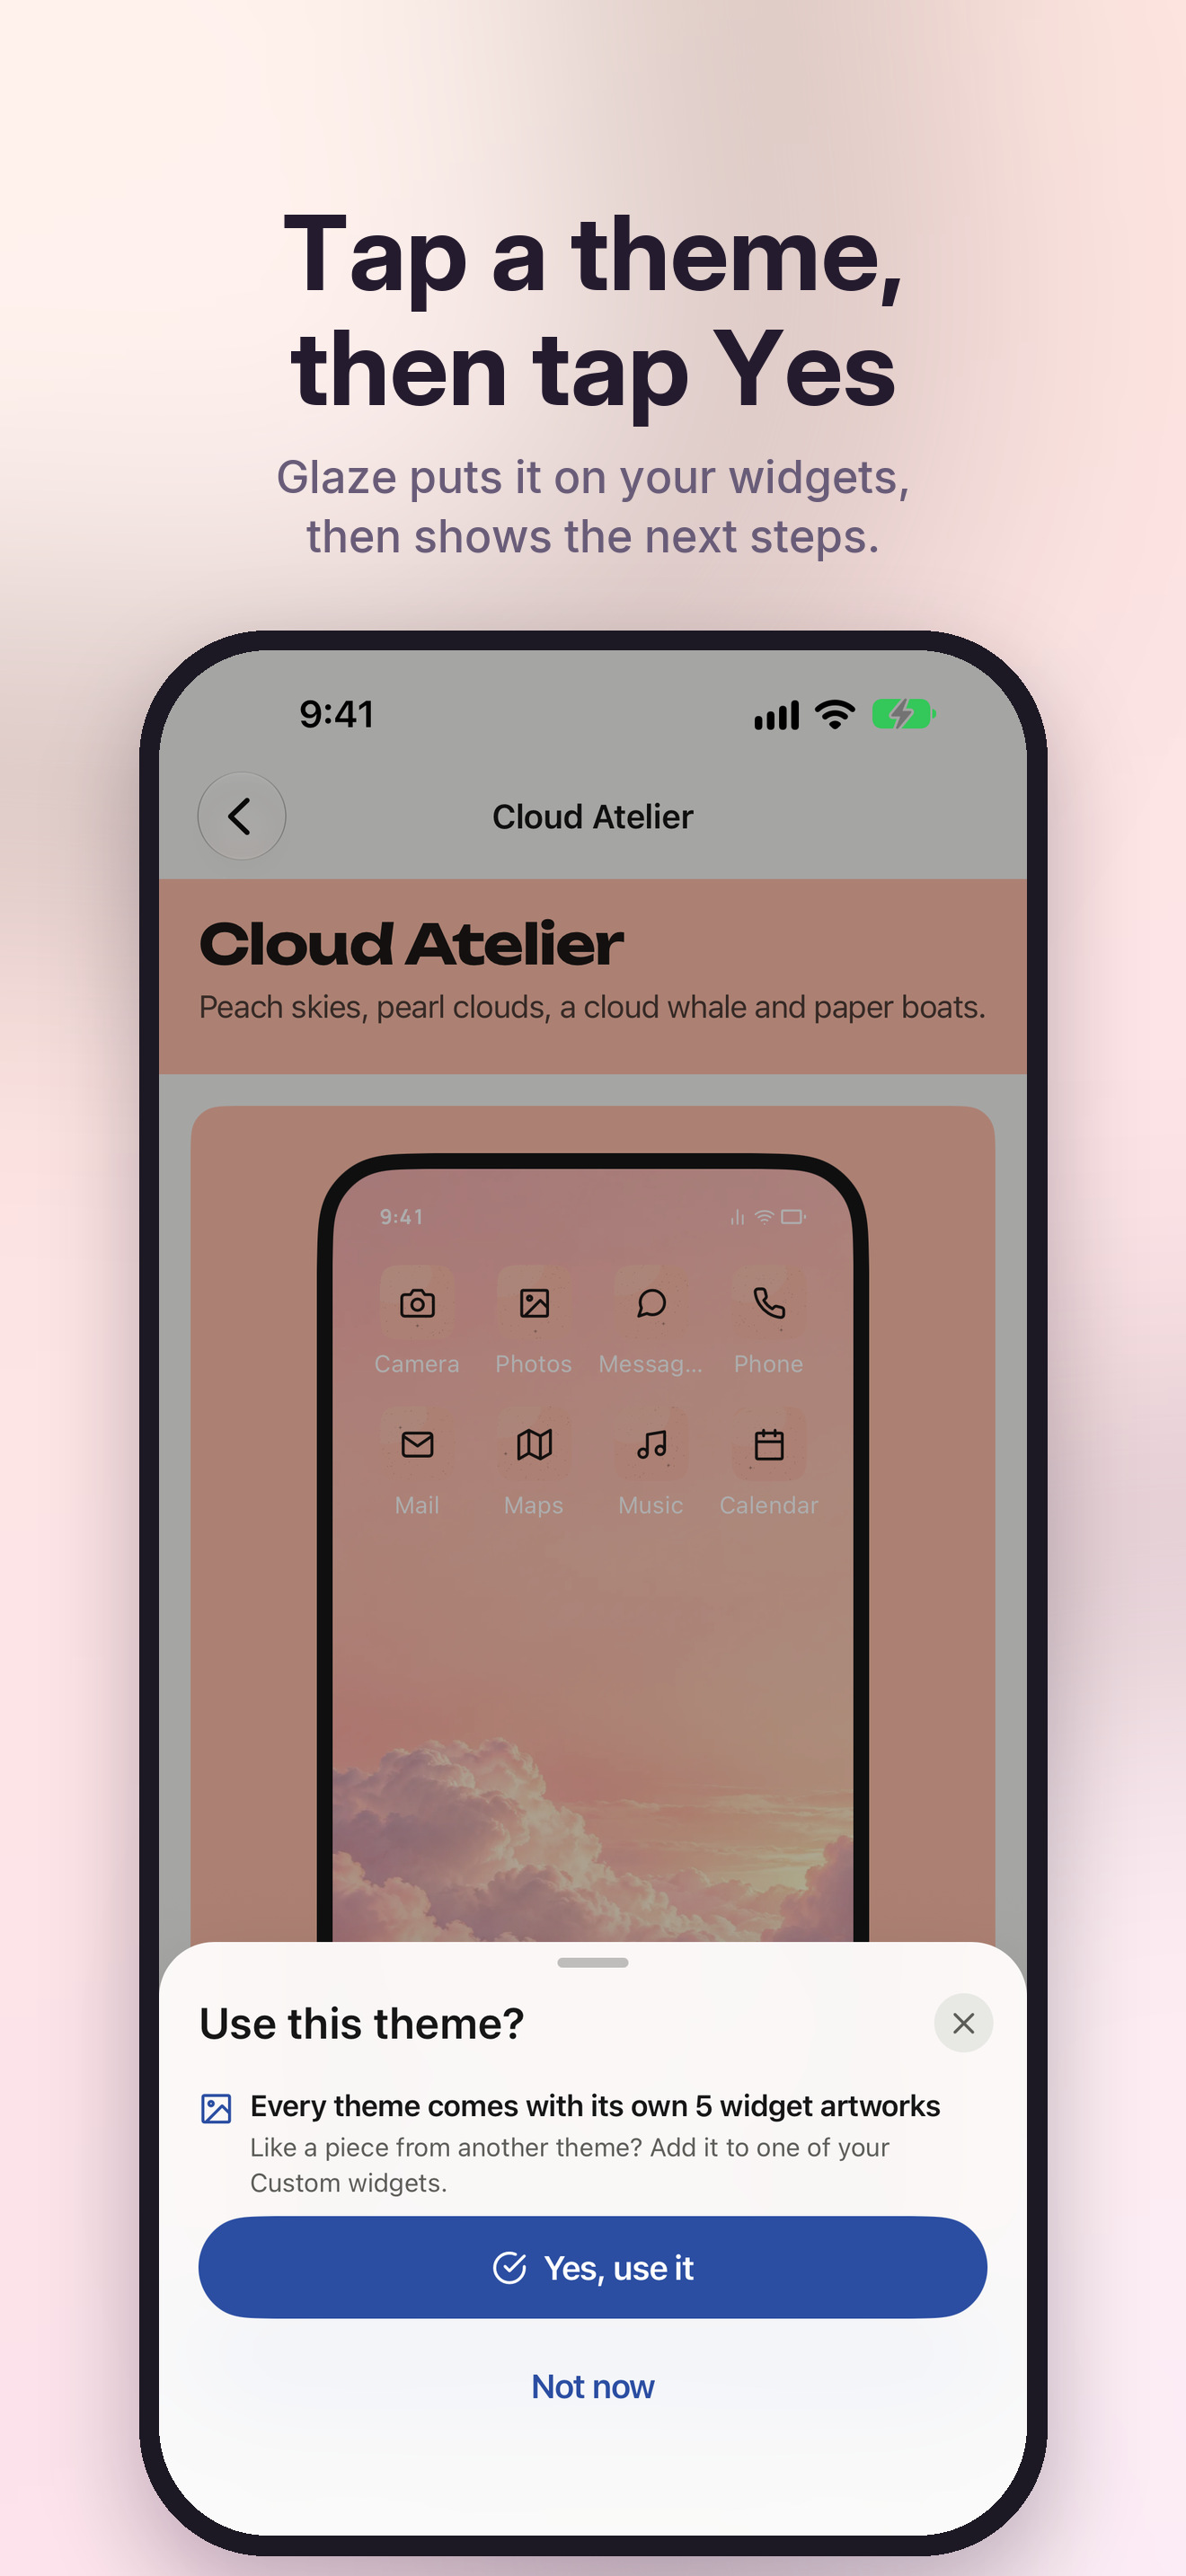 Tap a theme,
then tap Yes
Glaze puts it on your widgets,
then shows the next steps.
9:41
Cloud Atelier
Cloud Atelier
Peach skies, pearl clouds, a cloud whale and paper boats.
9:41
Camera Photos Messag... Phone
Mail Maps Music Calendar
Use this theme?
Every theme comes with its own 5 widget artworks
Like a piece from another theme? Add it to one of your
Custom widgets.
Yes, use it
Not now